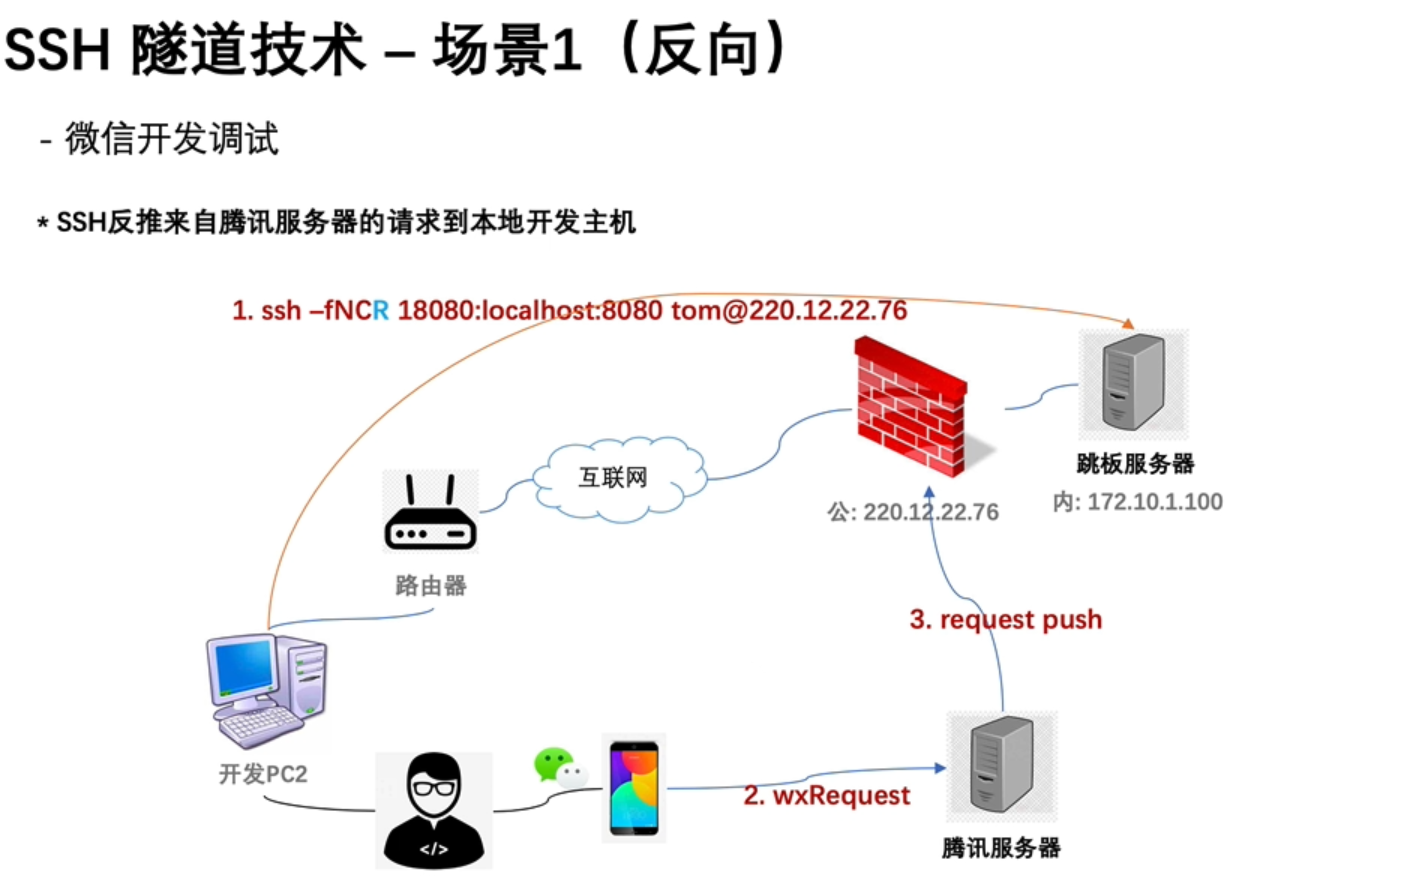 SSH 隧道技术 – 场景1（反向）
- 微信开发调试
* SSH反推来自腾讯服务器的请求到本地开发主机
1. ssh –fNCR 18080:localhost:8080 tom@220.12.22.76
互联网
跳板服务器
公: 220.12.22.76
内: 172.10.1.100
路由器
3. request push
开发PC2
2. wxRequest
</>
腾讯服务器